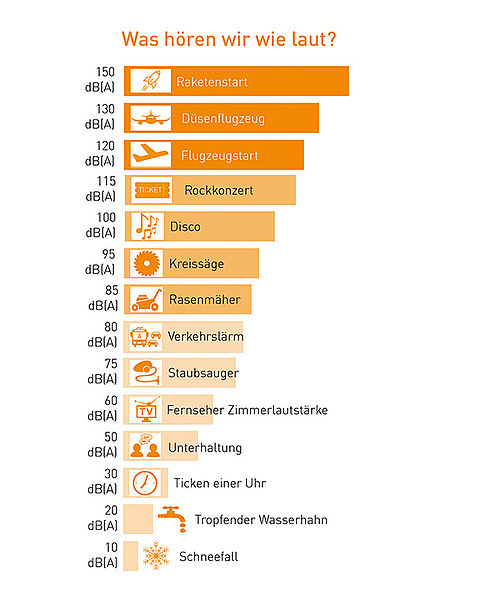 Was hören wir wie laut?
150
dB(A)
Raketenstart
130
dB(A)
Düsenflugzeug
120
dB(A)
Flugzeugstart
115
dB(A)
TICKET
Rockkonzert
100
dB(A)
Disco
95
dB(A)
Kreissäge
85
dB(A)
Rasenmäher
80
dB(A)
Verkehrslärm
75
dB(A)
Staubsauger
60
dB(A)
TV
Fernseher Zimmerlautstärke
50
dB(A)
Unterhaltung
30
dB(A)
Ticken einer Uhr
20
dB(A)
Tropfender Wasserhahn
10
dB(A)
Schneefall